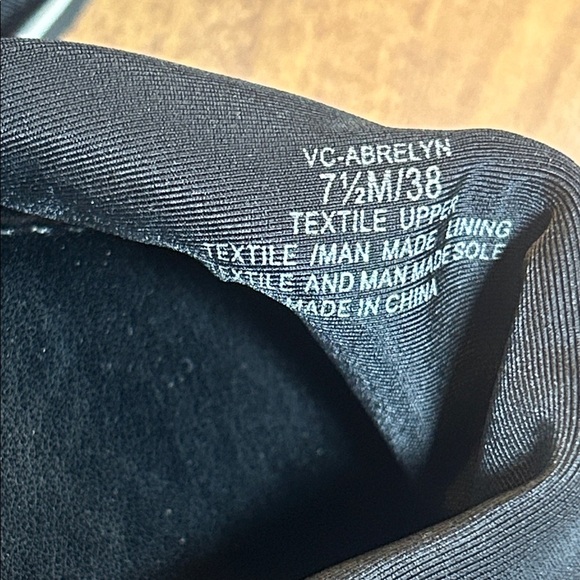 VC-ABRELYN
7½M/38
TEXTILE UPPER
TEXTILE /MAN MADE LINING
TEXTILE AND MAN MADE SOLE
MADE IN CHINA